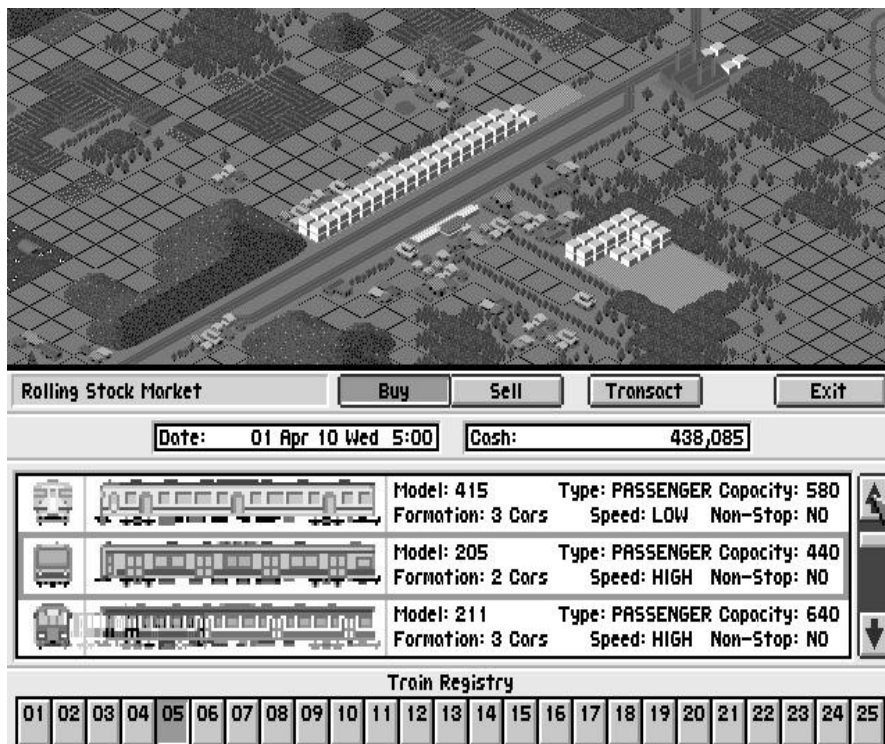 Rolling Stock Market Buy Sell Transact Exit
Date: 01 Apr 10 Wed 5:00 Cash: 438,085
Model: 415 Type: PASSENGER Capacity: 580
Formation: 3 Cars Speed: LOW Non-Stop: NO
Model: 205 Type: PASSENGER Capacity: 440
Formation: 2 Cars Speed: HIGH Non-Stop: NO
Model: 211 Type: PASSENGER Capacity: 640
Formation: 3 Cars Speed: HIGH Non-Stop: NO
Train Registry
01 02 03 04 05 06 07 08 09 10 11 12 13 14 15 16 17 18 19 20 21 22 23 24 25